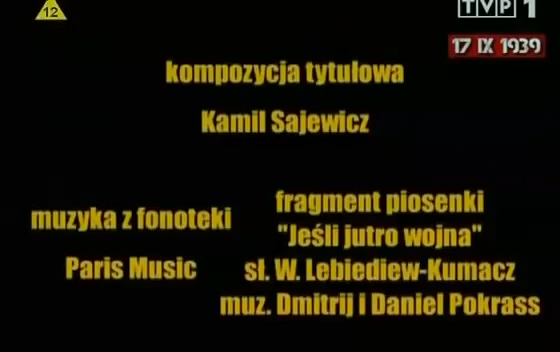 12
TVP 1
17 IX 1939
kompozycja tytułowa
Kamil Sajewicz
muzyka z fonoteki
Paris Music
fragment piosenki
"Jeśli jutro wojna"
sł. W. Lebiediew-Kumacz
muz. Dmitrij i Daniel Pokrass